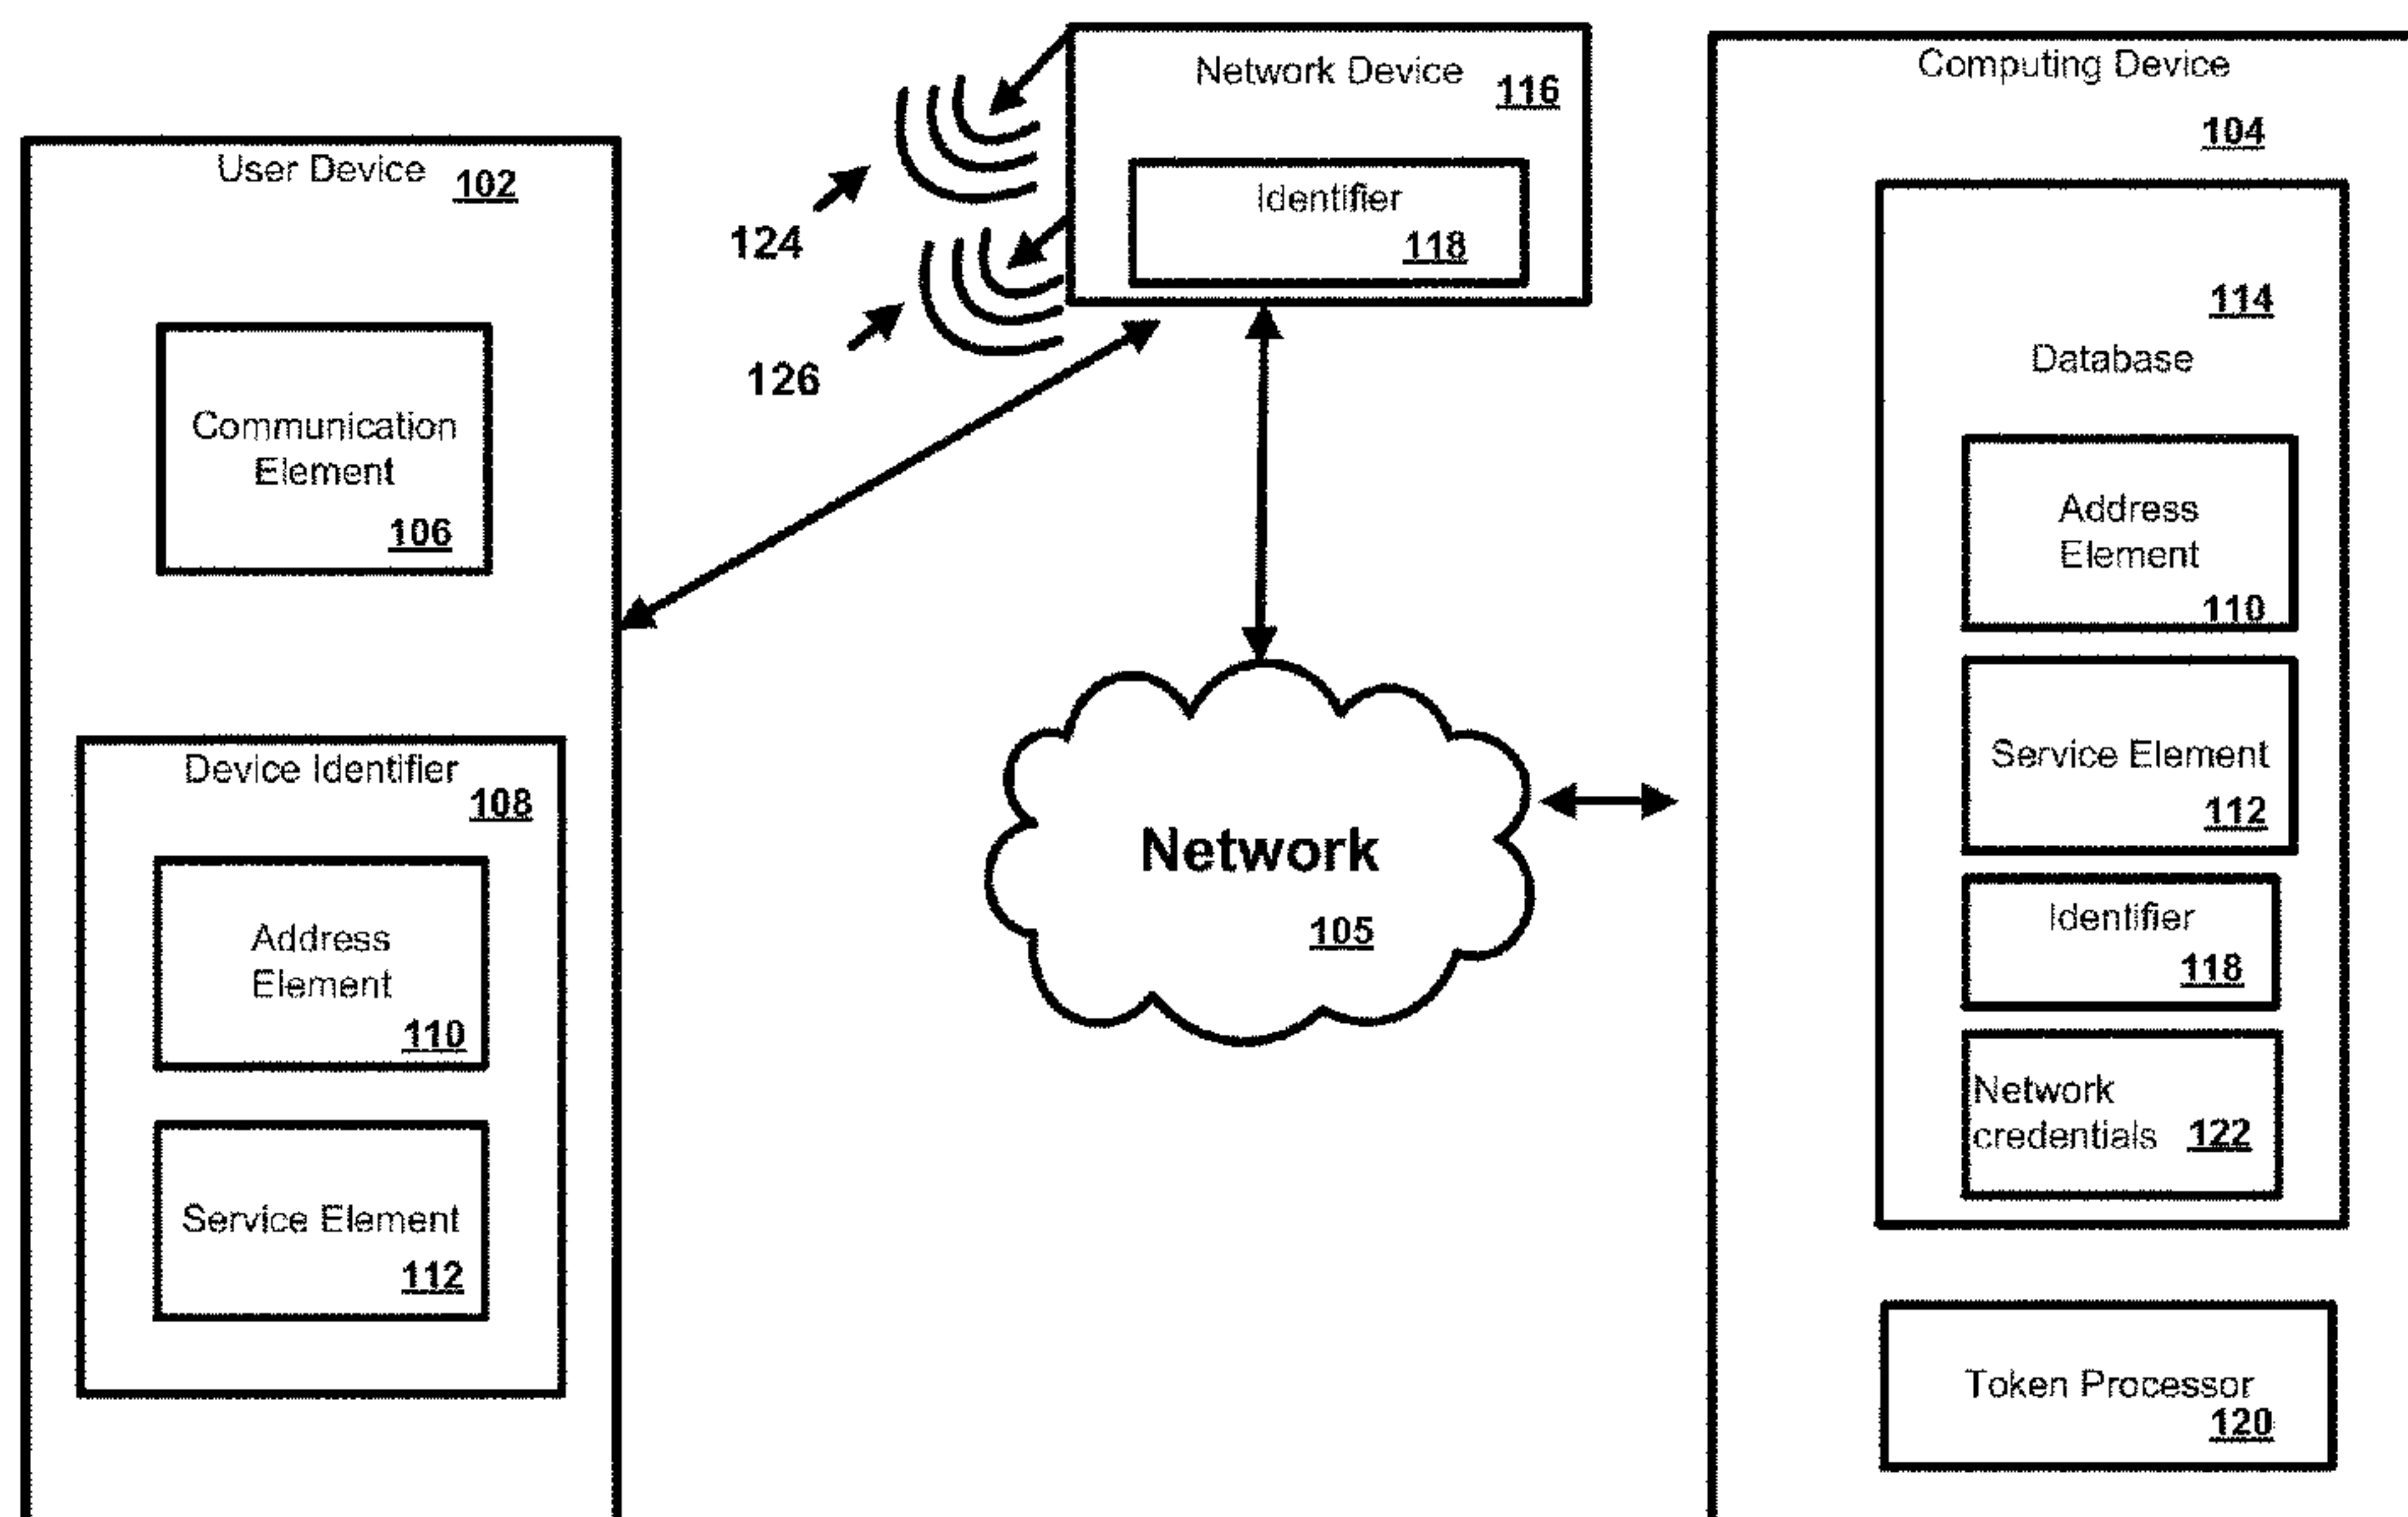 User Device 102
Communication
Element
106
Device Identifier
108
Address
Element
110
Service Element
112
124
126
Network Device
116
Identifier
118
Network
105
Computing Device
104
114
Database
Address
Element
110
Service Element
112
Identifier
118
Network
credentials 122
Token Processor
120